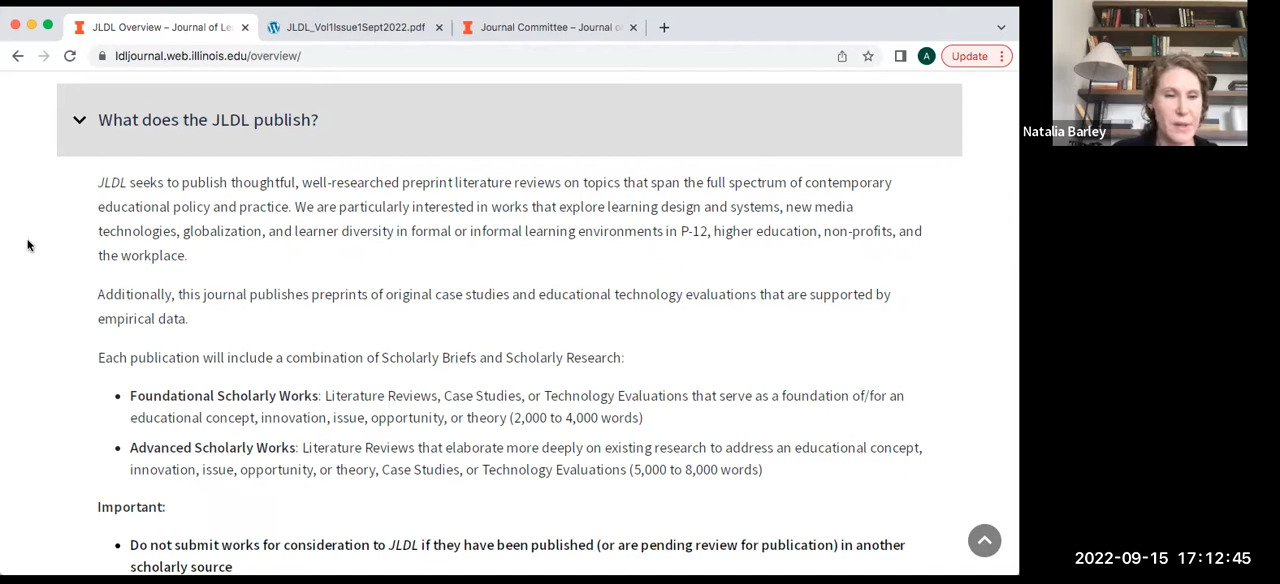 JLDL Overview – Journal of Le
JLDL_Vol1Issue1Sept2022.pdf
Journal Committee – Journal o
ldljournal.web.illinois.edu/overview/
A
Update
What does the JLDL publish?
JLDL seeks to publish thoughtful, well-researched preprint literature reviews on topics that span the full spectrum of contemporary
educational policy and practice. We are particularly interested in works that explore learning design and systems, new media
technologies, globalization, and learner diversity in formal or informal learning environments in P-12, higher education, non-profits, and
the workplace.
Additionally, this journal publishes preprints of original case studies and educational technology evaluations that are supported by
empirical data.
Each publication will include a combination of Scholarly Briefs and Scholarly Research:
• Foundational Scholarly Works: Literature Reviews, Case Studies, or Technology Evaluations that serve as a foundation of/for an
educational concept, innovation, issue, opportunity, or theory (2,000 to 4,000 words)
• Advanced Scholarly Works: Literature Reviews that elaborate more deeply on existing research to address an educational concept,
innovation, issue, opportunity, or theory, Case Studies, or Technology Evaluations (5,000 to 8,000 words)
Important:
• Do not submit works for consideration to JLDL if they have been published (or are pending review for publication) in another
scholarly source
Natalia Barley
2022-09-15 17:12:45